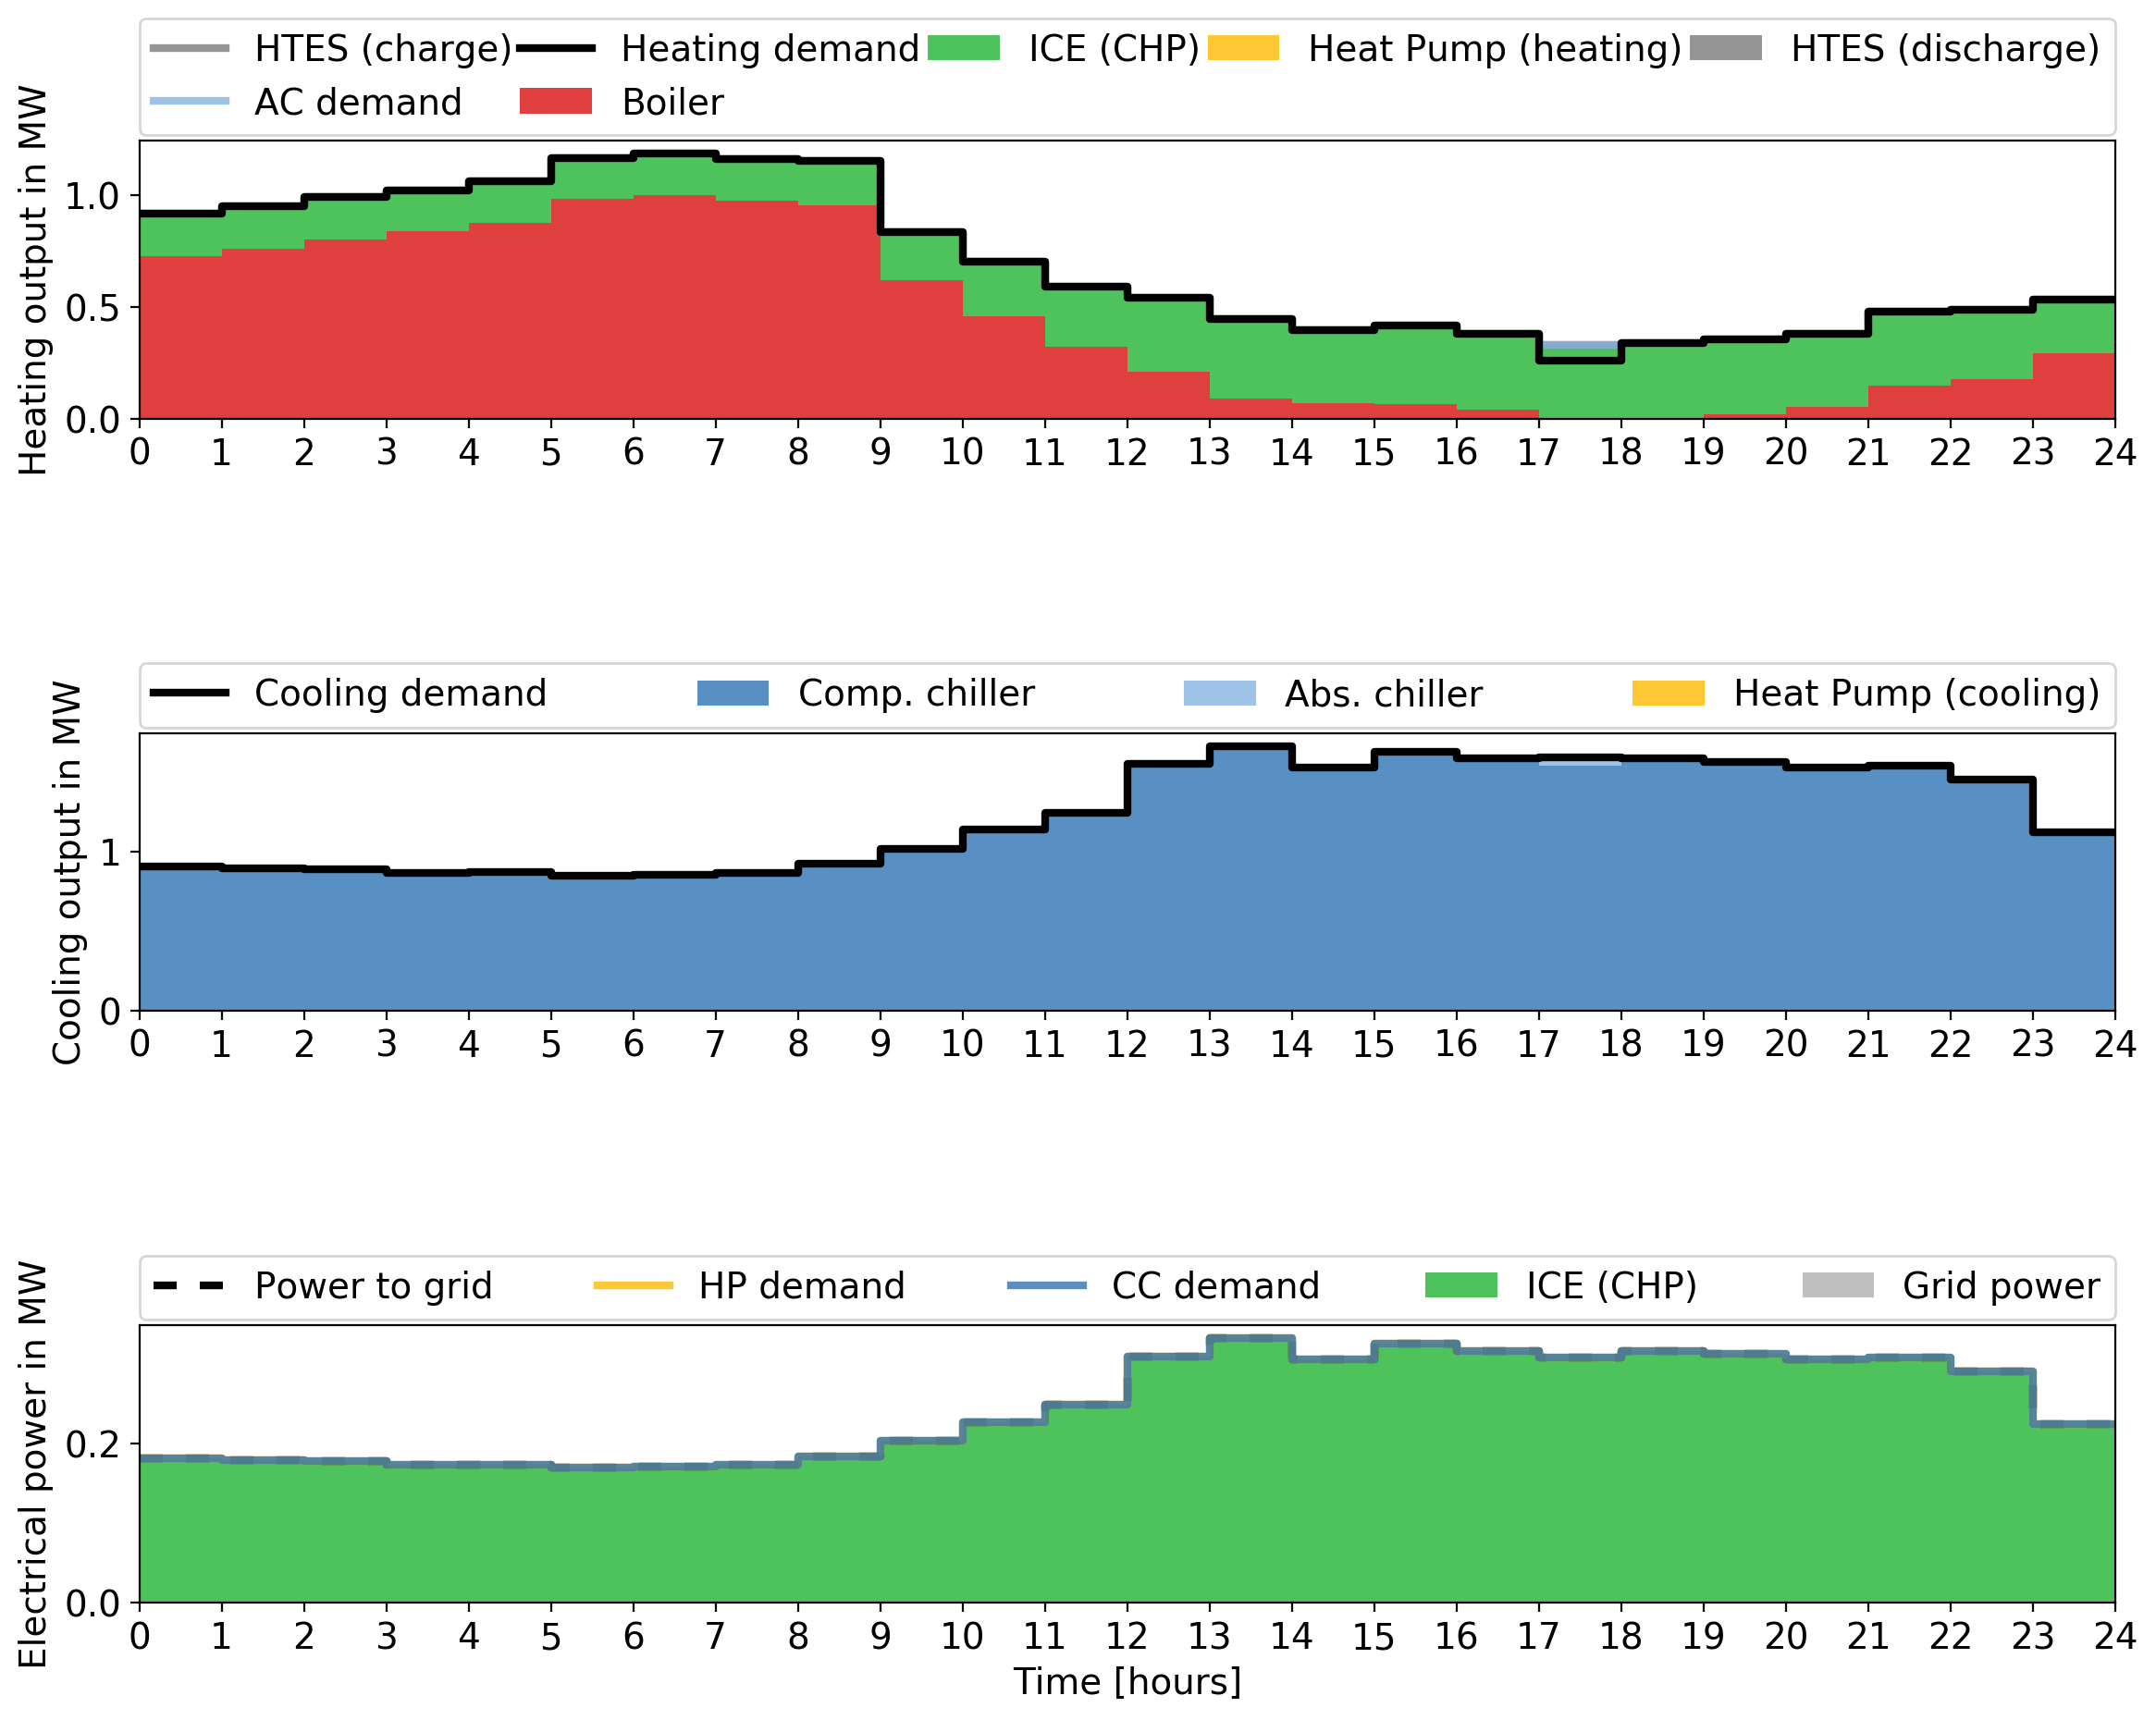 HTES (charge) Heating demand ICE (CHP) Heat Pump (heating) HTES (discharge)
AC demand Boiler
Heating output in MW
1.0
0.5
0.0
0 1 2 3 4 5 6 7 8 9 10 11 12 13 14 15 16 17 18 19 20 21 22 23 24
Cooling demand Comp. chiller Abs. chiller Heat Pump (cooling)
Cooling output in MW
1
0
0 1 2 3 4 5 6 7 8 9 10 11 12 13 14 15 16 17 18 19 20 21 22 23 24
Power to grid HP demand CC demand ICE (CHP) Grid power
Electrical power in MW
0.2
0.0
0 1 2 3 4 5 6 7 8 9 10 11 12 13 14 15 16 17 18 19 20 21 22 23 24
Time [hours]